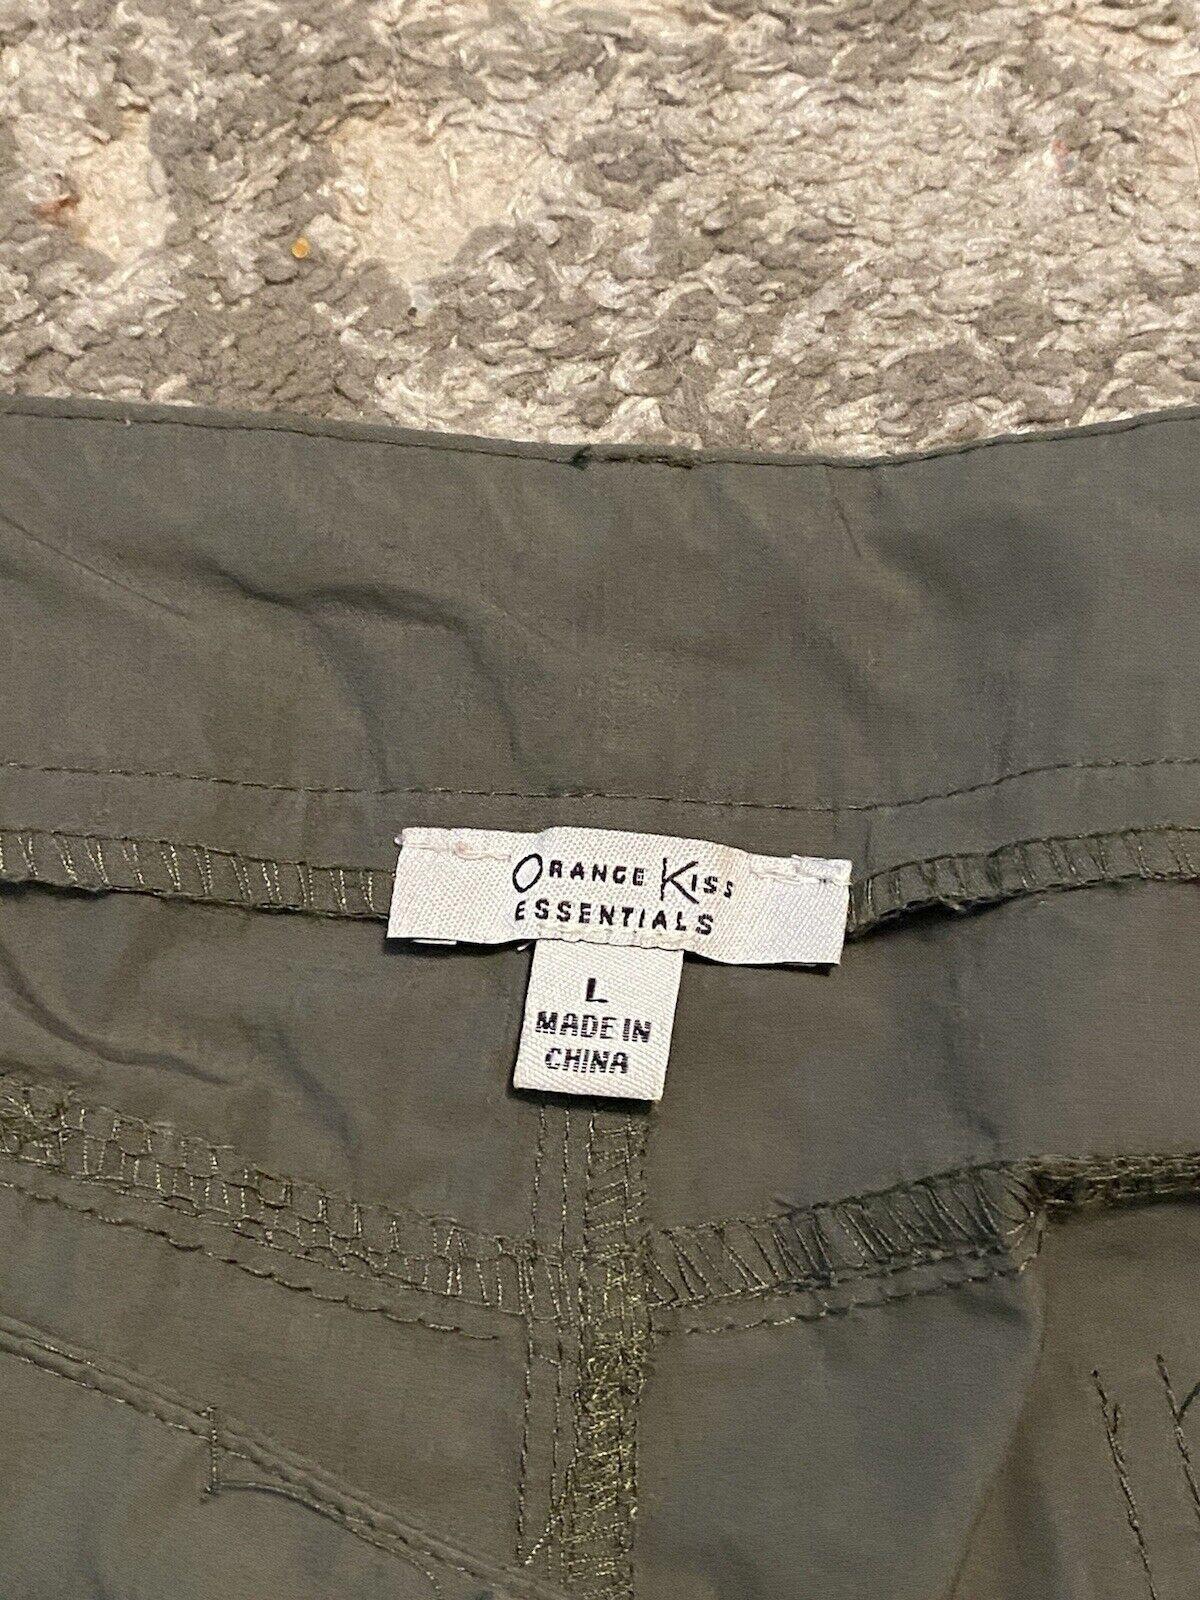 ORANGE KISS
ESSENTIALS
L
MADE IN
CHINA